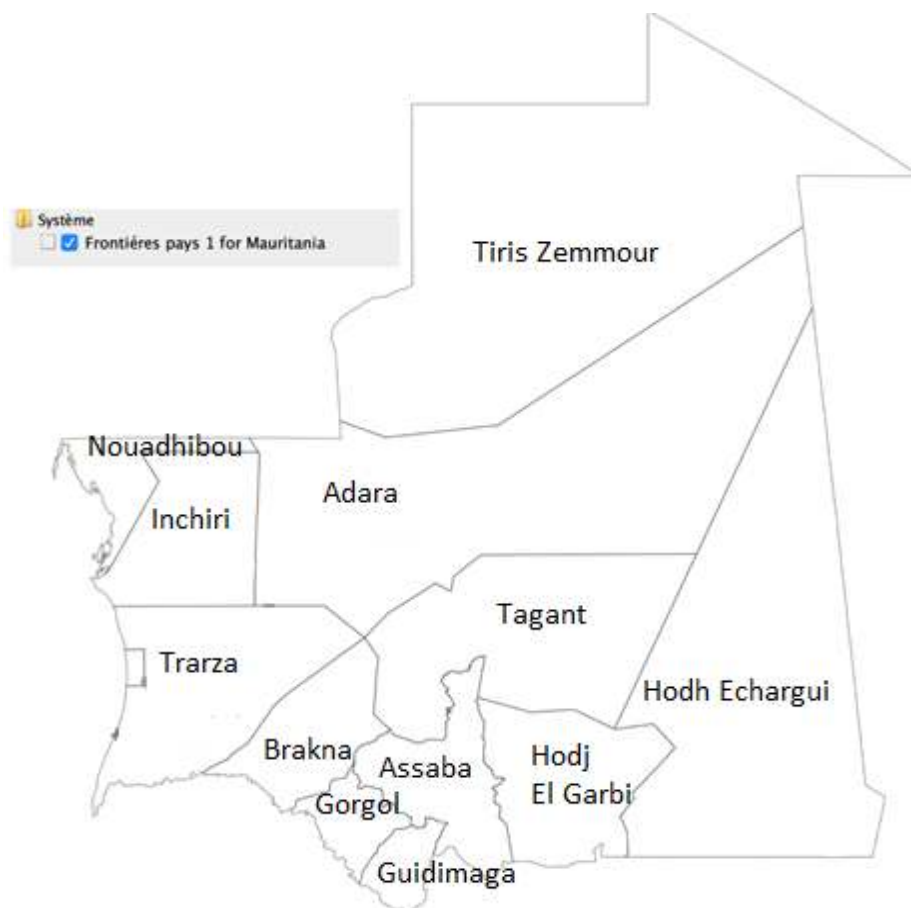 Système
Frontiéres pays 1 for Mauritania
Tiris Zemmour
Nouadhibou
Adara
Inchiri
Tagant
Trarza
Hodh Echargui
Brakna
Hodj
El Garbi
Assaba
Gorgol
Guidimaga